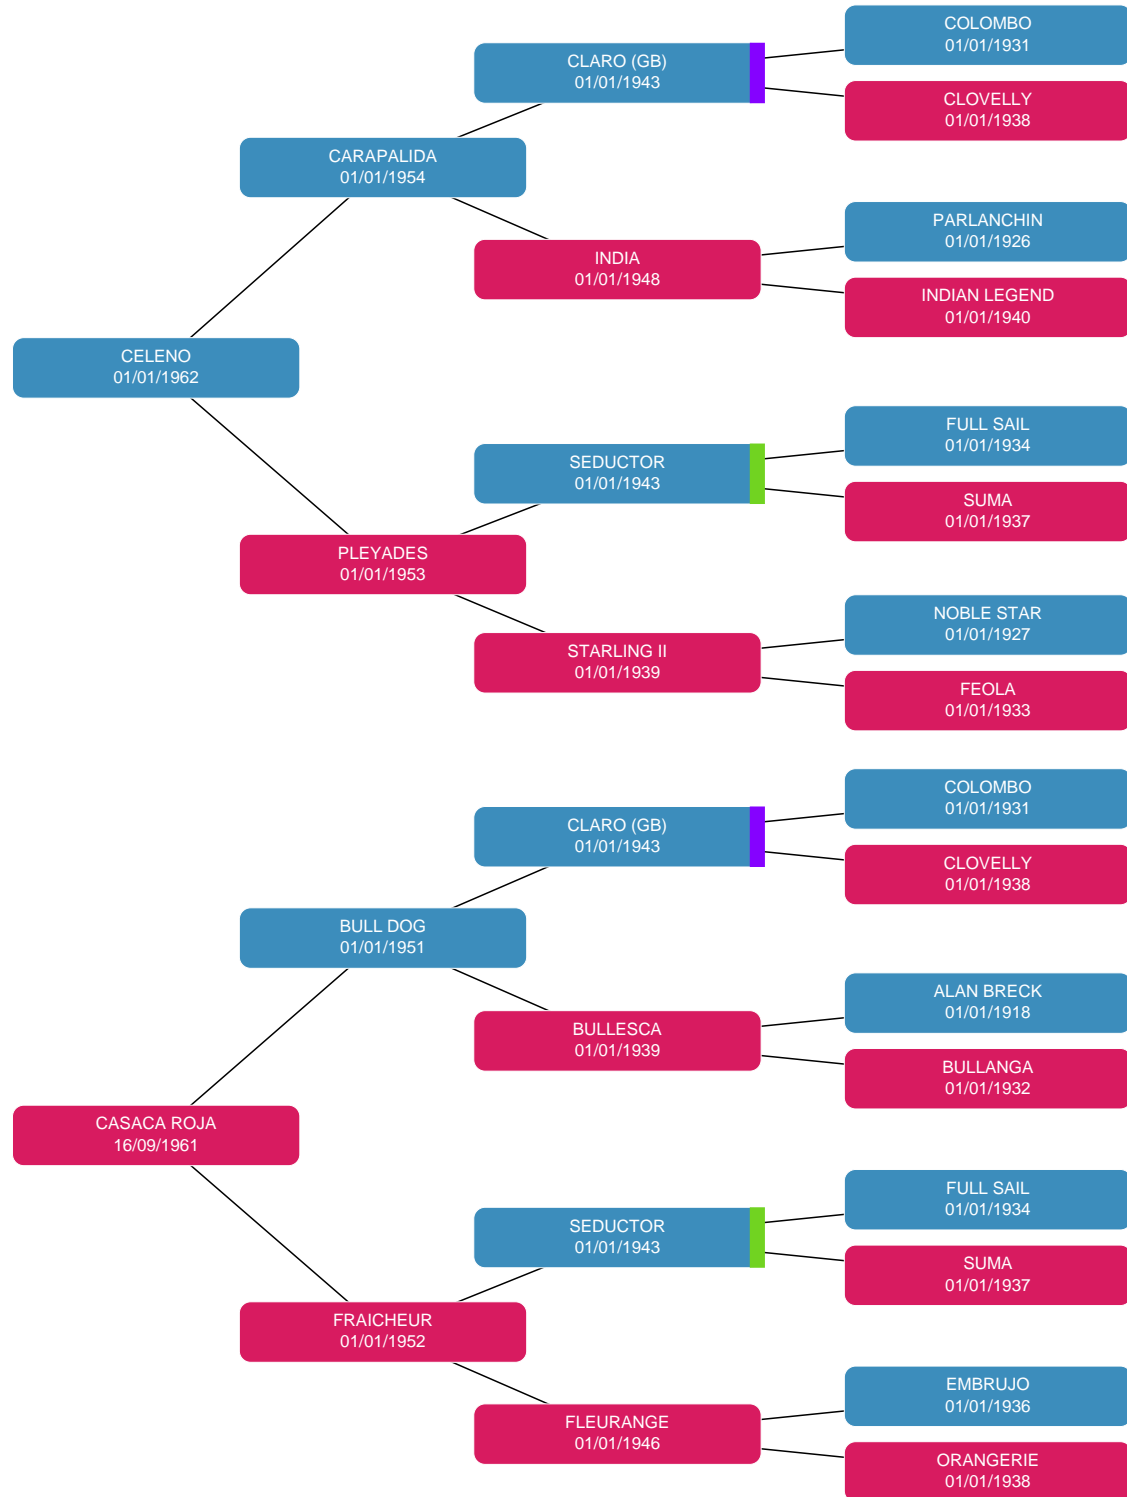 COLOMBO
01/01/1931
CLARO (GB)
01/01/1943
CLOVELLY
01/01/1938
CARAPALIDA
01/01/1954
PARLANCHIN
01/01/1926
INDIA
01/01/1948
INDIAN LEGEND
01/01/1940
CELENO
01/01/1962
FULL SAIL
01/01/1934
SEDUCTOR
01/01/1943
SUMA
01/01/1937
PLEYADES
01/01/1953
NOBLE STAR
01/01/1927
STARLING II
01/01/1939
FEOLA
01/01/1933
COLOMBO
01/01/1931
CLARO (GB)
01/01/1943
CLOVELLY
01/01/1938
BULL DOG
01/01/1951
ALAN BRECK
01/01/1918
BULLESCA
01/01/1939
BULLANGA
01/01/1932
CASACA ROJA
16/09/1961
FULL SAIL
01/01/1934
SEDUCTOR
01/01/1943
SUMA
01/01/1937
FRAICHEUR
01/01/1952
EMBRUJO
01/01/1936
FLEURANGE
01/01/1946
ORANGERIE
01/01/1938